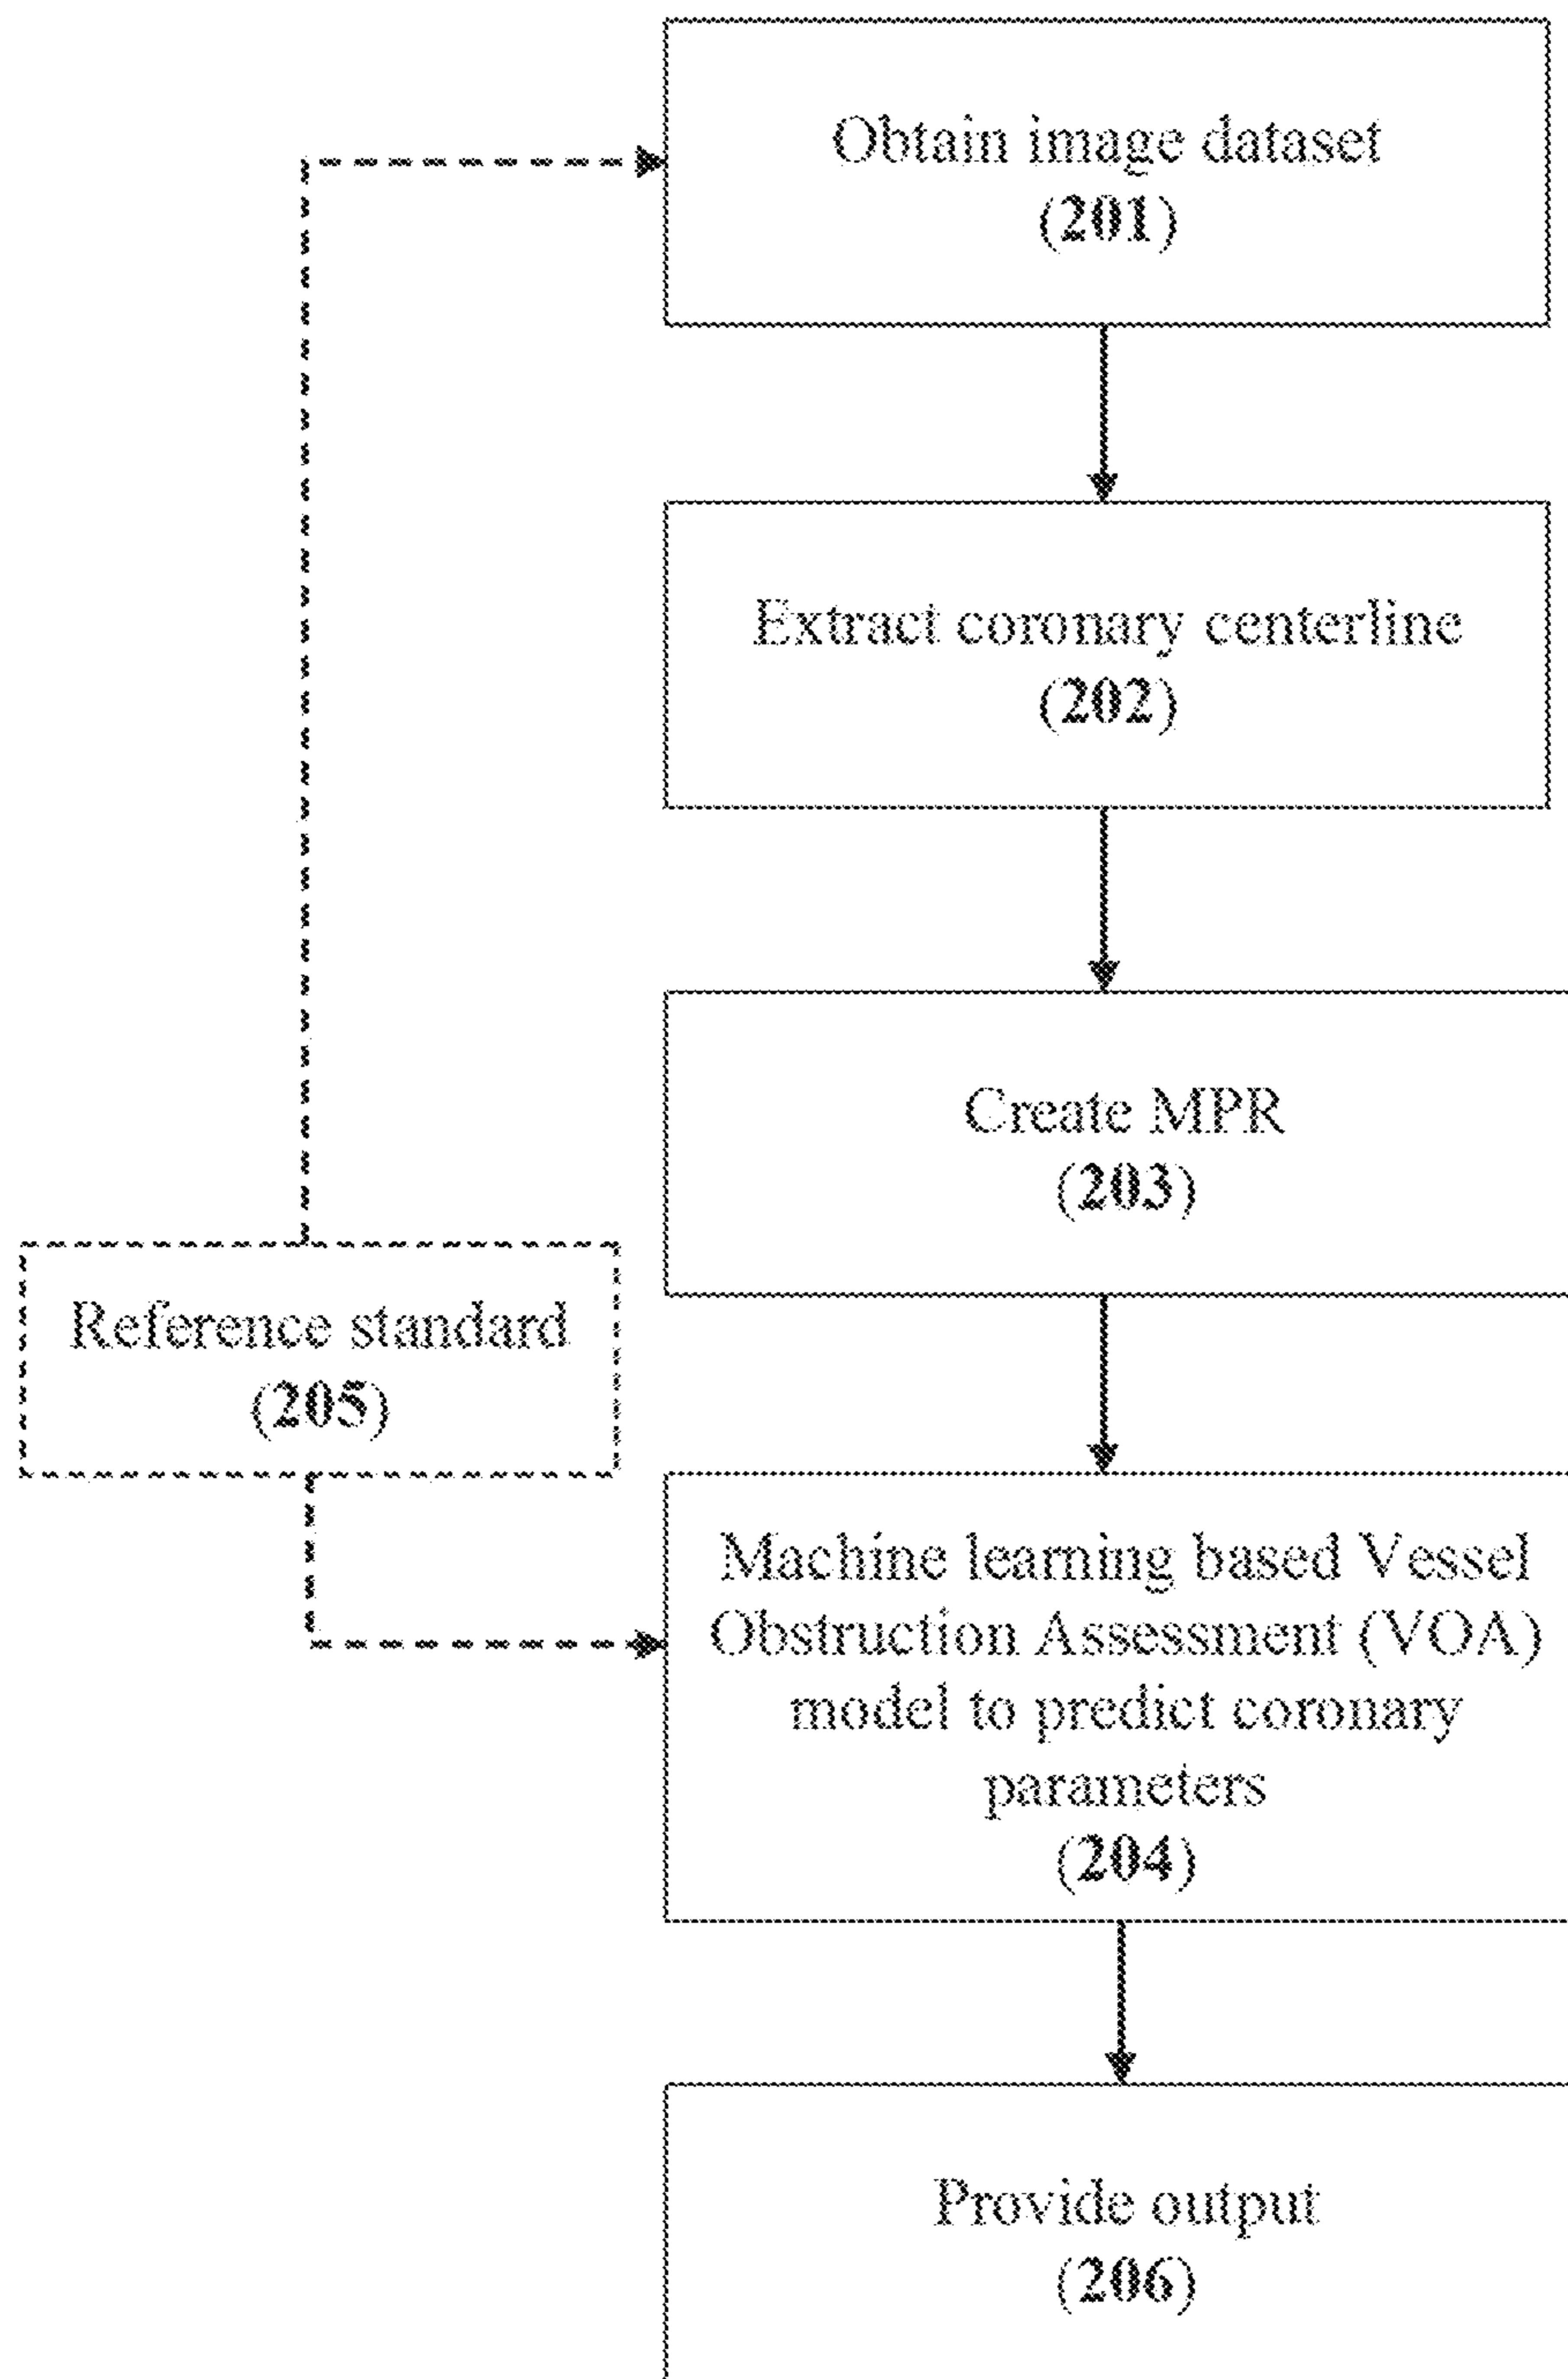 Obtain image dataset
(201)
Extract coronary centerline
(202)
Create MPR
(203)
Reference standard
(205)
Machine learning based Vessel
Obstruction Assessment (VOA)
model to predict coronary
parameters
(204)
Provide output
(206)